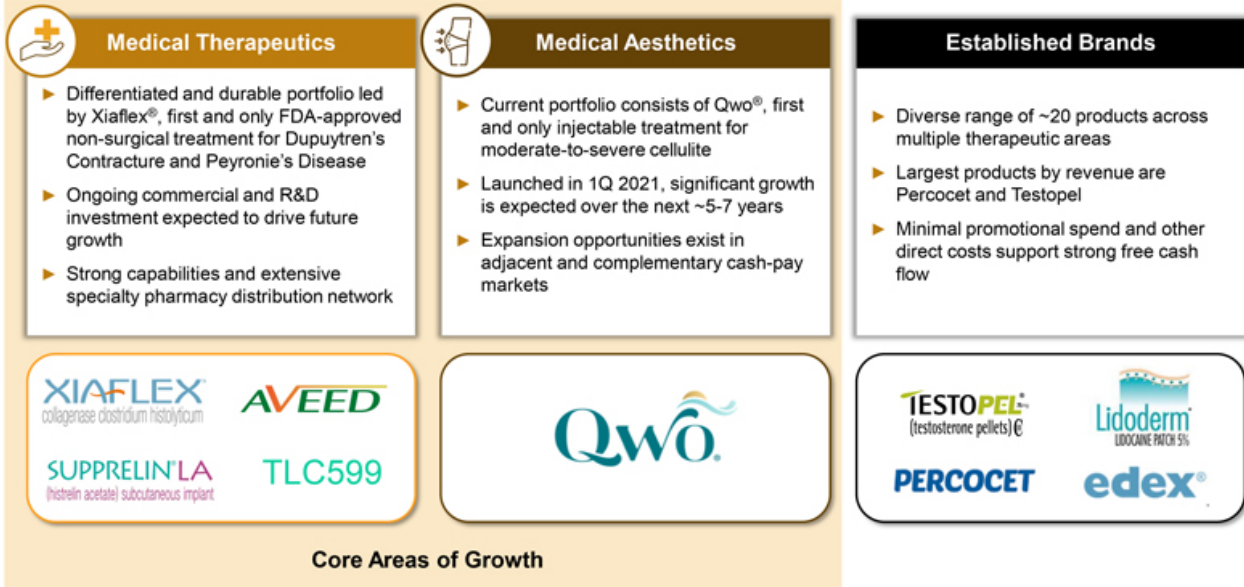 Medical Therapeutics
► Differentiated and durable portfolio led
by Xiaflex®, first and only FDA-approved
non-surgical treatment for Dupuytren's
Contracture and Peyronie's Disease
► Ongoing commercial and R&D
investment expected to drive future
growth
► Strong capabilities and extensive
specialty pharmacy distribution network
XIAFLEX
collagenase clostridium histolyticum
AVEED
SUPPRELIN® LA
(histrelin acetate) subcutaneous implant
TLC599
Medical Aesthetics
► Current portfolio consists of Qwo®, first
and only injectable treatment for
moderate-to-severe cellulite
► Launched in 1Q 2021, significant growth
is expected over the next ~5-7 years
► Expansion opportunities exist in
adjacent and complementary cash-pay
markets
Qwo®
Core Areas of Growth
Established Brands
► Diverse range of ~20 products across
multiple therapeutic areas
► Largest products by revenue are
Percocet and Testopel
► Minimal promotional spend and other
direct costs support strong free cash
flow
TESTOPEL
(testosterone pellets)
Lidoderm®
LIDOCAINE PATCH 5%
PERCOCET
edex®